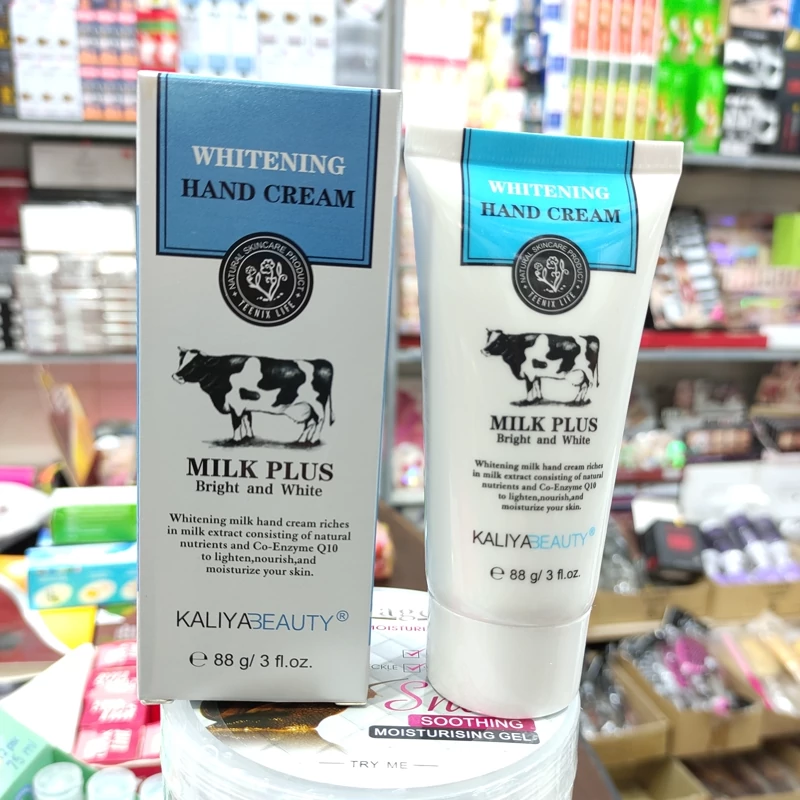 WHITENING
HAND CREAM
NATURAL SKINCARE PRODUCT
TEENIX LIFE
MILK PLUS
Bright and White
Whitening milk hand cream riches
in milk extract consisting of natural
nutrients and Co-Enzyme Q10
to lighten,nourish,and
moisturize your skin.
KALIYABEAUTY®
℮ 88 g/ 3 fl.oz.
WHITENING
HAND CREAM
NATURAL SKINCARE PRODUCT
TEENIX LIFE
MILK PLUS
Bright and White
Whitening milk hand cream riches
in milk extract consisting of natural
nutrients and Co-Enzyme Q10
to lighten,nourish,and
moisturize your skin.
KALIYABEAUTY®
℮ 88 g/ 3 fl.oz.
SOOTHING
MOISTURISING GEL
TRY ME